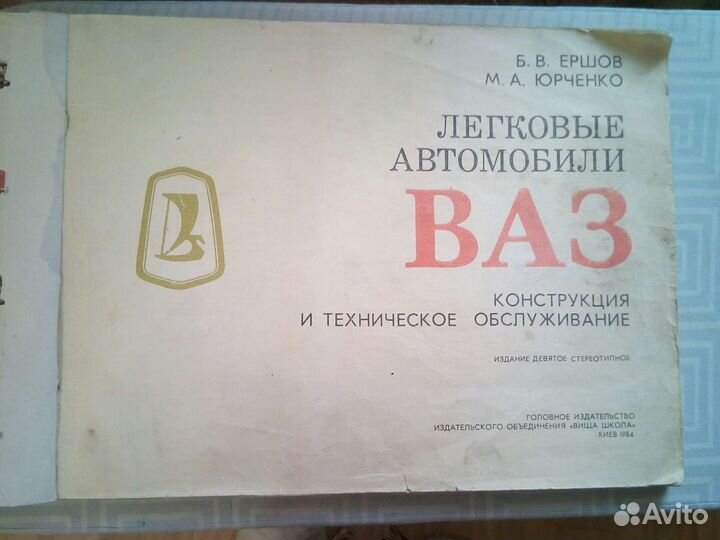 Б. В. ЕРШОВ
М. А. ЮРЧЕНКО
ЛЕГКОВЫЕ
АВТОМОБИЛИ
ВАЗ
КОНСТРУКЦИЯ
И ТЕХНИЧЕСКОЕ ОБСЛУЖИВАНИЕ
ИЗДАНИЕ ДЕВЯТОЕ СТЕРЕОТИПНОЕ
ГОЛОВНОЕ ИЗДАТЕЛЬСТВО
ИЗДАТЕЛЬСКОГО ОБЪЕДИНЕНИЯ «ВИЩА ШКОЛА»
КИЕВ 1984
Avito